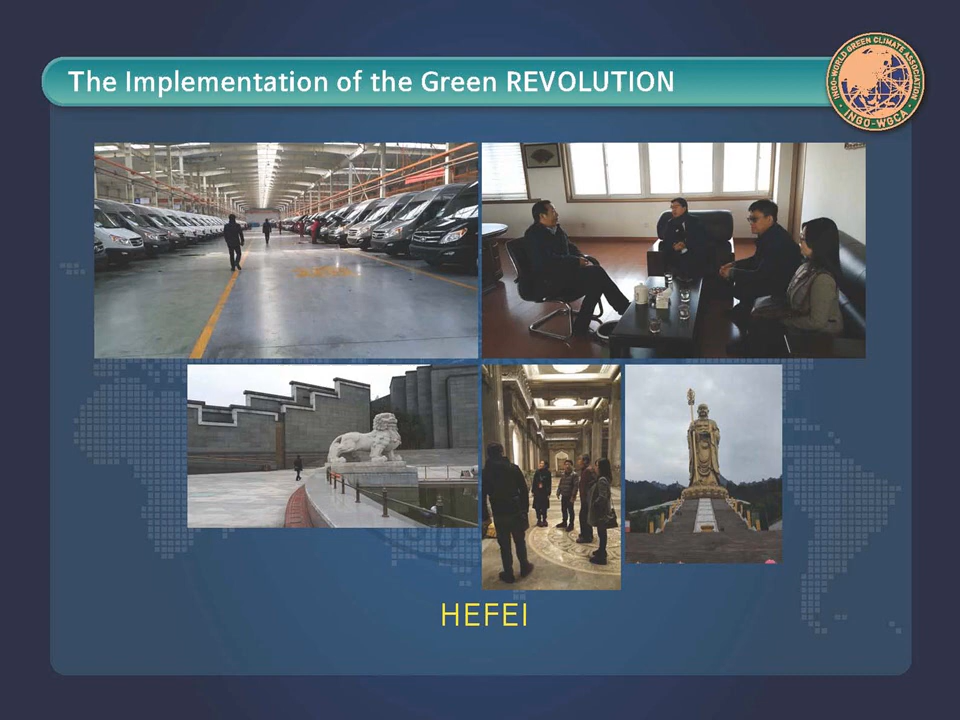 The Implementation of the Green REVOLUTION
INGO-WORLD GREEN CLIMATE ASSOCIATION
INGO-WGCA
HEFEI